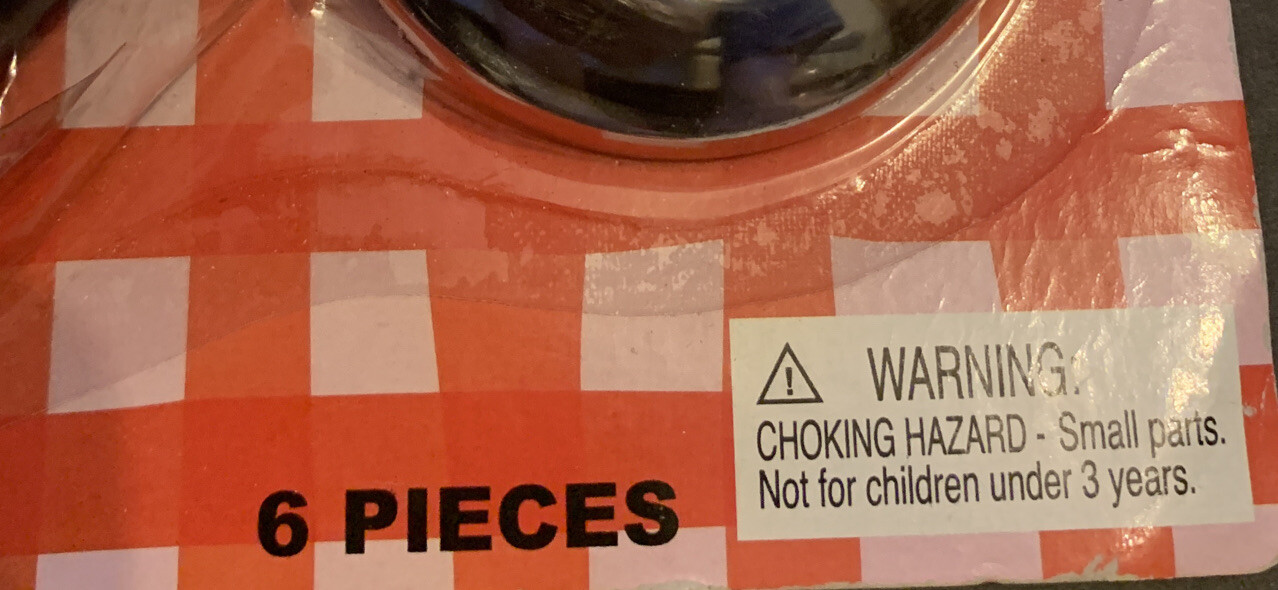 WARNING:
CHOKING HAZARD - Small parts.
Not for children under 3 years.
6 PIECES